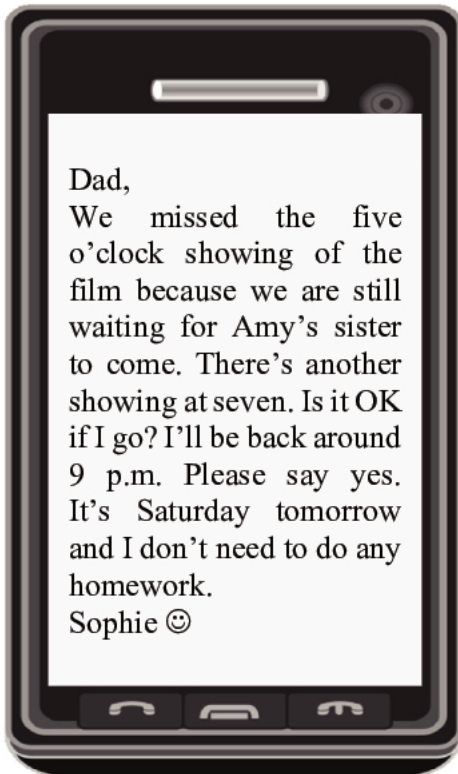 Dad,
We missed the five
o’clock showing of the
film because we are still
waiting for Amy’s sister
to come. There’s another
showing at seven. Is it OK
if I go? I’ll be back around
9 p.m. Please say yes.
It’s Saturday tomorrow
and I don’t need to do any
homework.
Sophie ☺